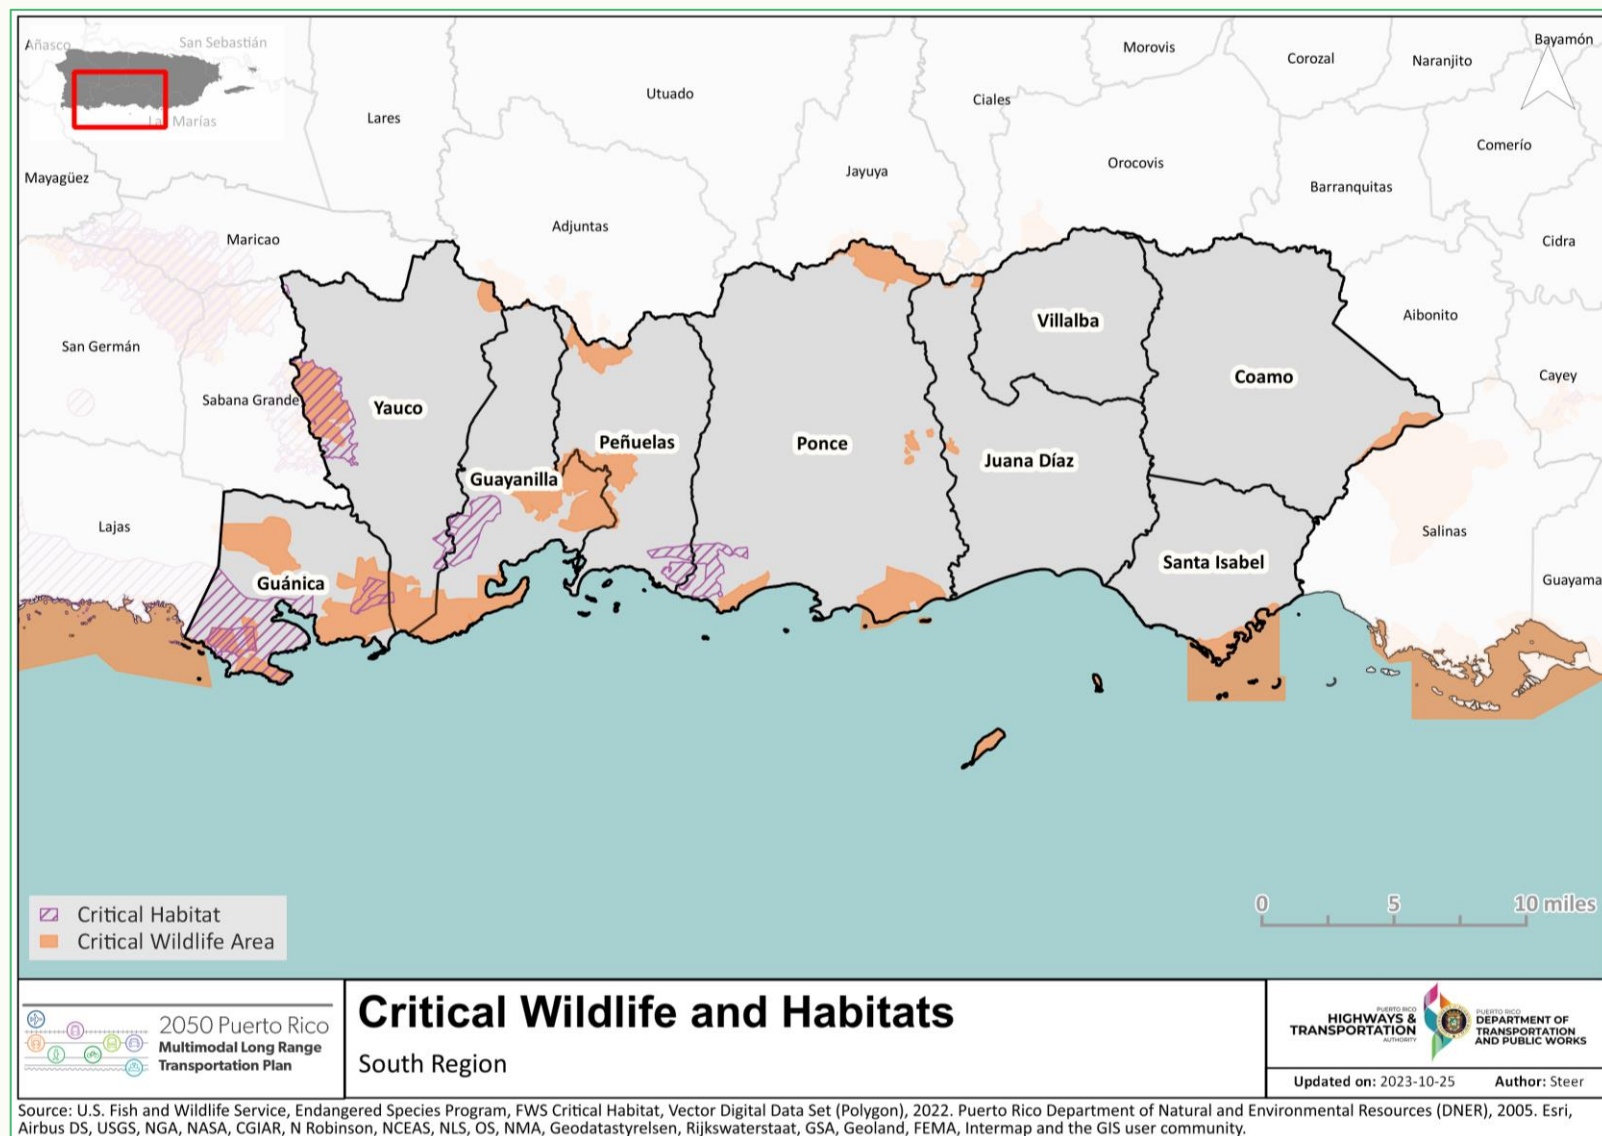 Añasco
San Sebastián
Las Marías
Mayagüez
Lares
Utuado
Morovis
Corozal
Naranjito
Bayamón
Ciales
Comerío
Jayuya
Orocovis
Barranquitas
Maricao
Adjuntas
Cidra
San Germán
Sabana Grande
Yauco
Villalba
Aibonito
Coamo
Cayey
Peñuelas
Ponce
Juana Díaz
Guayanilla
Lajas
Salinas
Guánica
Santa Isabel
Guayama
Critical Habitat
Critical Wildlife Area
0 5 10 miles
2050 Puerto Rico
Multimodal Long Range
Transportation Plan
Critical Wildlife and Habitats
South Region
PUERTO RICO
HIGHWAYS &
TRANSPORTATION
AUTHORITY
PUERTO RICO
DEPARTMENT OF
TRANSPORTATION
AND PUBLIC WORKS
Updated on: 2023-10-25 Author: Steer
Source: U.S. Fish and Wildlife Service, Endangered Species Program, FWS Critical Habitat, Vector Digital Data Set (Polygon), 2022. Puerto Rico Department of Natural and Environmental Resources (DNER), 2005. Esri,
Airbus DS, USGS, NGA, NASA, CGIAR, N Robinson, NCEAS, NLS, OS, NMA, Geodatastyrelsen, Rijkswaterstaat, GSA, Geoland, FEMA, Intermap and the GIS user community.